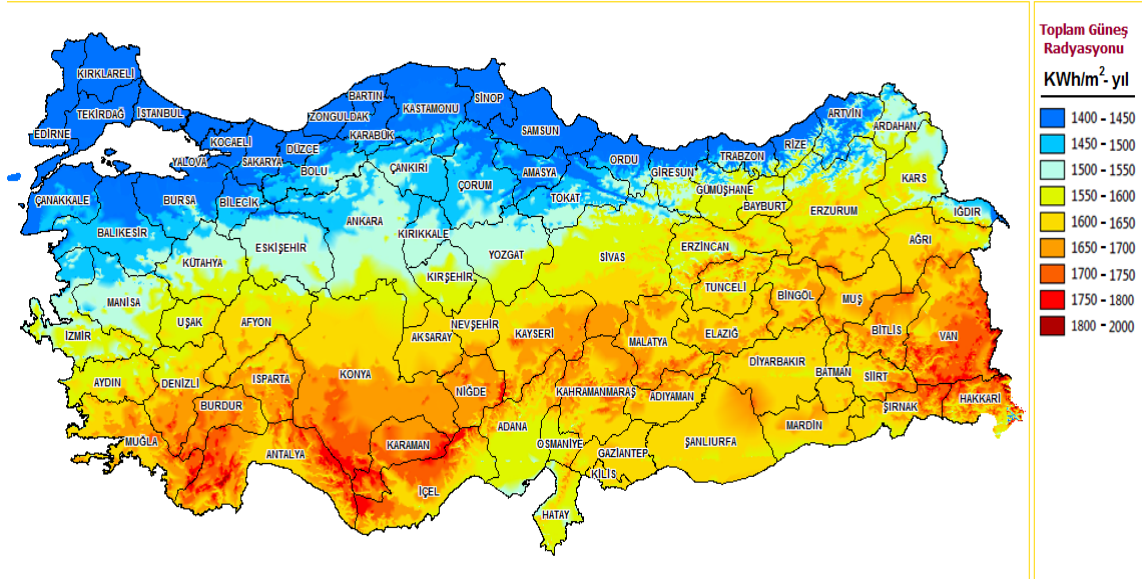 KIRKLARELİ
TEKİRDAĞ
İSTANBUL
EDİRNE
KOCAELİ
YALOVA
SAKARYA
DÜZCE
ZONGULDAK
BARTIN
KARABÜK
KASTAMONU
SİNOP
SAMSUN
BOLU
ÇANKIRI
ÇORUM
AMASYA
TOKAT
ORDU
GİRESUN
TRABZON
RİZE
ARTVİN
ARDAHAN
KARS
IĞDIR
GÜMÜŞHANE
BAYBURT
ERZURUM
AĞRI
ÇANAKKALE
BURSA
BİLECİK
BALIKESİR
KÜTAHYA
ESKİŞEHİR
ANKARA
KIRIKKALE
KIRŞEHİR
YOZGAT
SİVAS
ERZİNCAN
TUNCELİ
BİNGÖL
MUŞ
BİTLİS
VAN
MANİSA
İZMİR
UŞAK
AFYON
AKSARAY
NEVŞEHİR
KAYSERİ
MALATYA
ELAZIĞ
DİYARBAKIR
BATMAN
SİİRT
ŞIRNAK
HAKKARİ
AYDIN
DENİZLİ
ISPARTA
BURDUR
KONYA
NİĞDE
KAHRAMANMARAŞ
ADIYAMAN
MARDİN
ŞANLIURFA
MUĞLA
ANTALYA
KARAMAN
İÇEL
ADANA
OSMANİYE
GAZİANTEP
KİLİS
HATAY
Toplam Güneş
Radyasyonu
KWh/m²- yıl
1400 - 1450
1450 - 1500
1500 - 1550
1550 - 1600
1600 - 1650
1650 - 1700
1700 - 1750
1750 - 1800
1800 - 2000